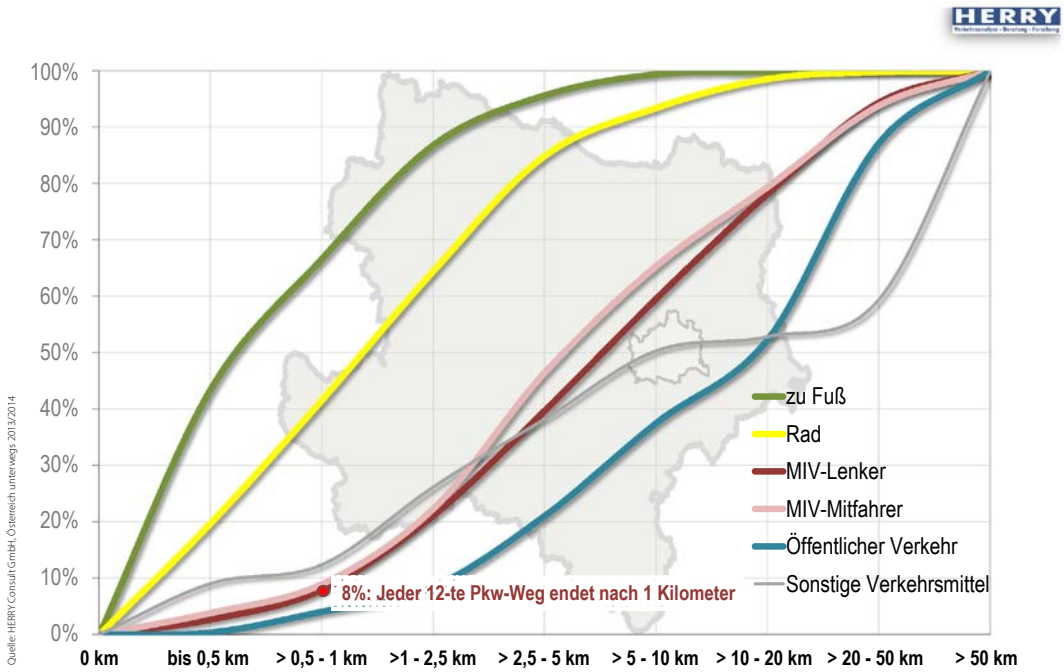 HERRY
Verkehrsanalyse - Beratung - Forschung
100%
90%
80%
70%
60%
50%
40%
30%
20%
10%
0%
zu Fuß
Rad
MIV-Lenker
MIV-Mitfahrer
Öffentlicher Verkehr
Sonstige Verkehrsmittel
8%: Jeder 12-te Pkw-Weg endet nach 1 Kilometer
0 km bis 0,5 km > 0,5 - 1 km >1 - 2,5 km > 2,5 - 5 km > 5 - 10 km > 10 - 20 km > 20 - 50 km > 50 km
Quelle: HERRY Consult GmbH, Österreich unterwegs 2013/2014